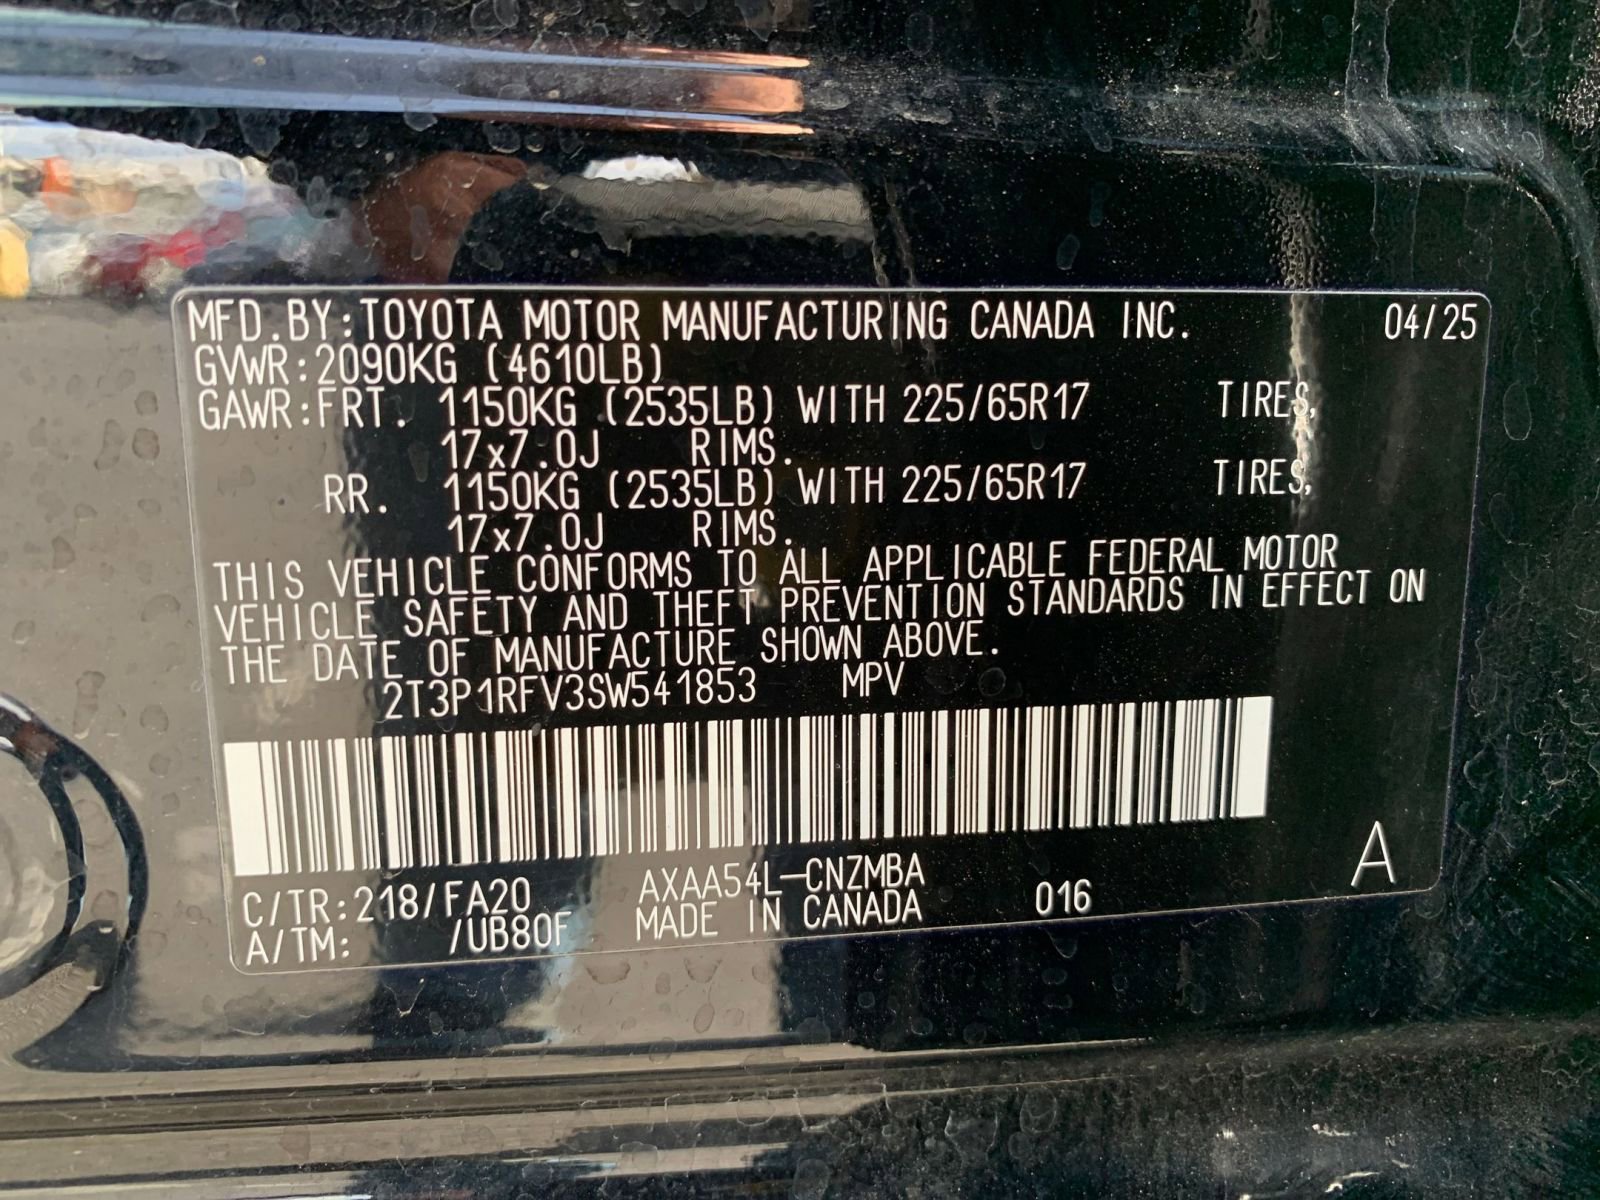 MFD.BY:TOYOTA MOTOR MANUFACTURING CANADA INC. 04/25
GVWR:2090KG (4610LB)
GAWR:FRT. 1150KG (2535LB) WITH 225/65R17 TIRES,
17x7.0J RIMS.
RR. 1150KG (2535LB) WITH 225/65R17 TIRES,
17x7.0J RIMS.
THIS VEHICLE CONFORMS TO ALL APPLICABLE FEDERAL MOTOR
VEHICLE SAFETY AND THEFT PREVENTION STANDARDS IN EFFECT ON
THE DATE OF MANUFACTURE SHOWN ABOVE.
2T3P1RFV3SW541853 MPV
C/TR:218/FA20 AXAA54L-CNZMBA 016 A
A/TM: /UB80F MADE IN CANADA